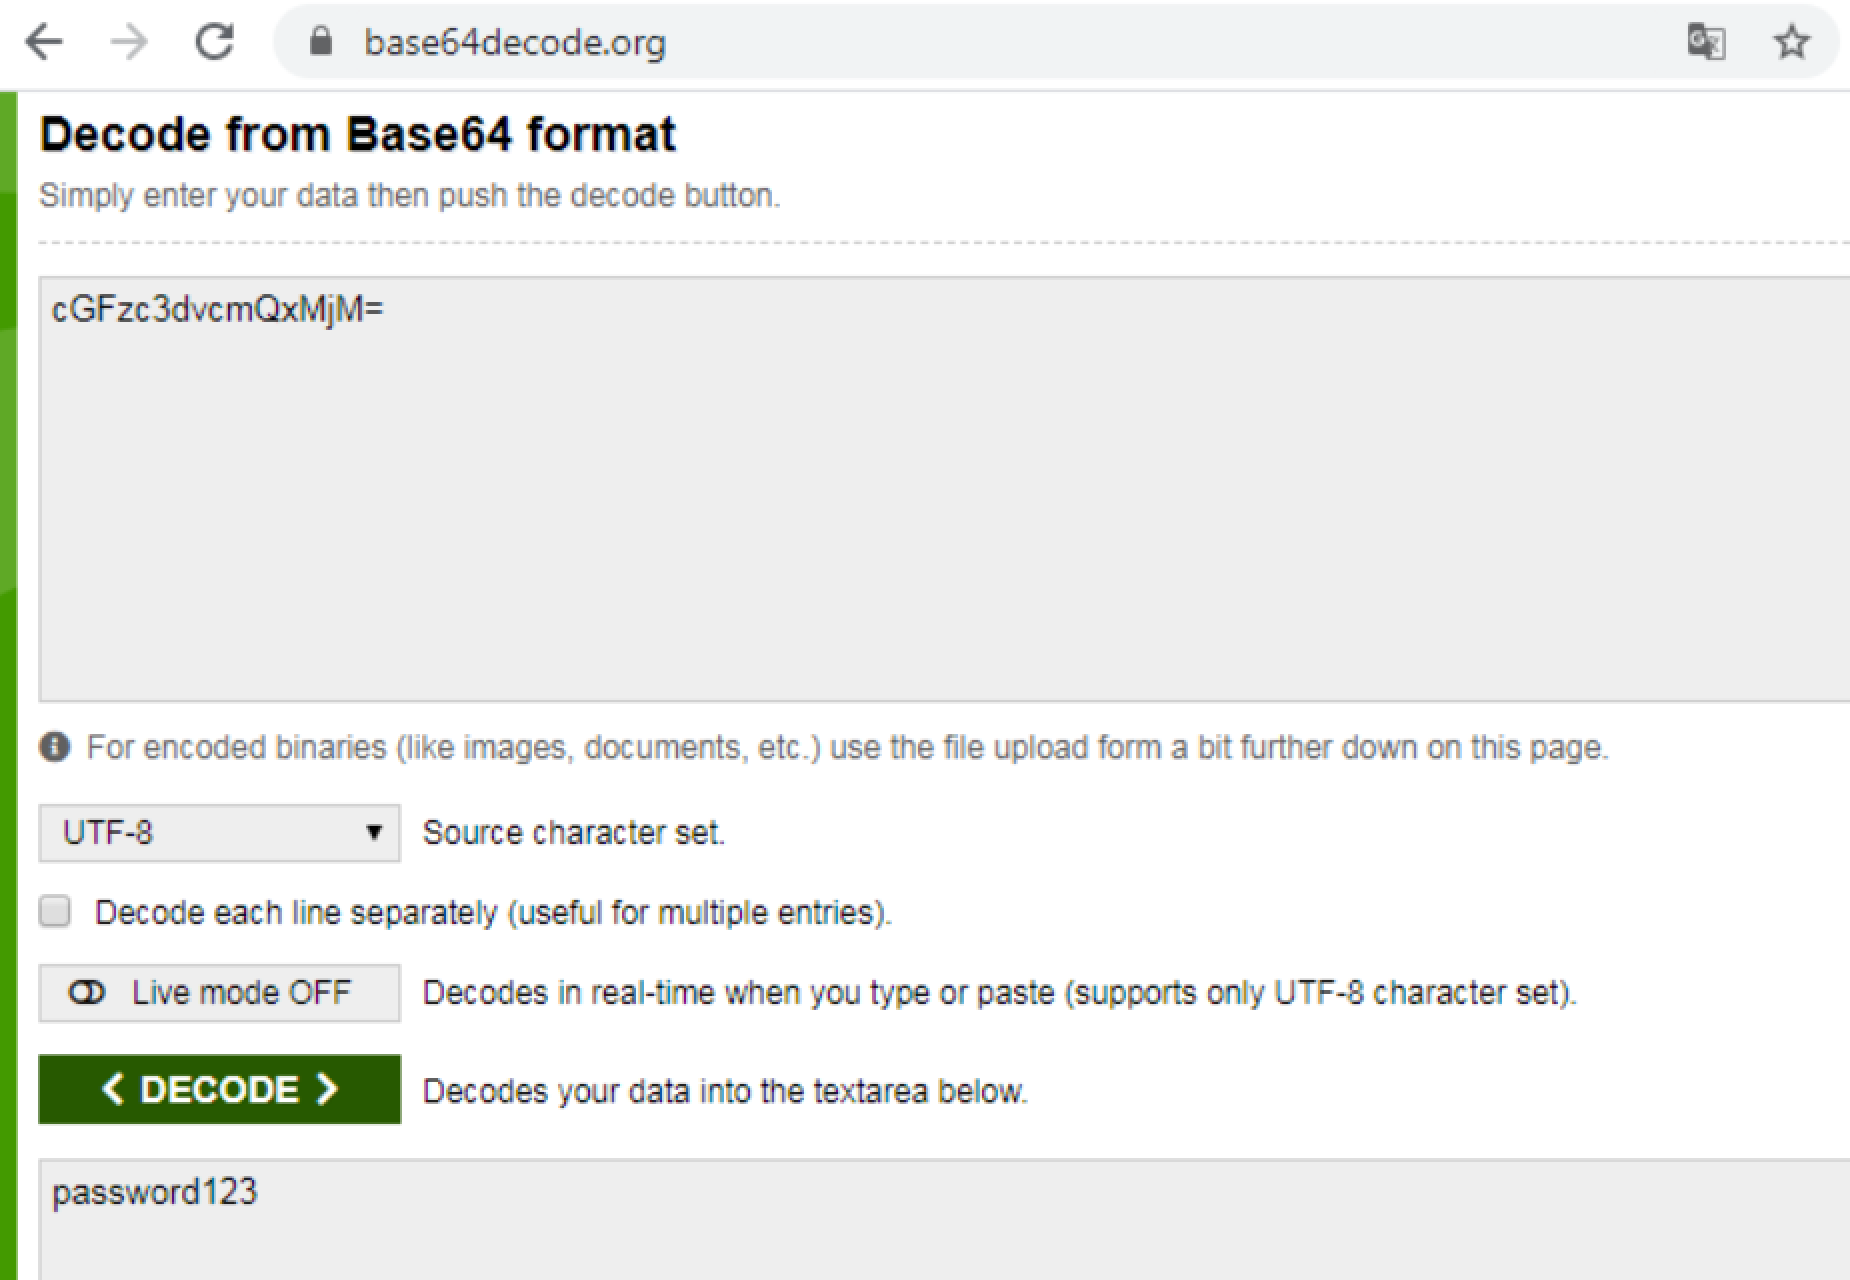 base64decode.org
Decode from Base64 format
Simply enter your data then push the decode button.
cGFzc3dvcmQxMjM=
For encoded binaries (like images, documents, etc.) use the file upload form a bit further down on this page.
UTF-8 Source character set.
Decode each line separately (useful for multiple entries).
Live mode OFF Decodes in real-time when you type or paste (supports only UTF-8 character set).
< DECODE > Decodes your data into the textarea below.
password123